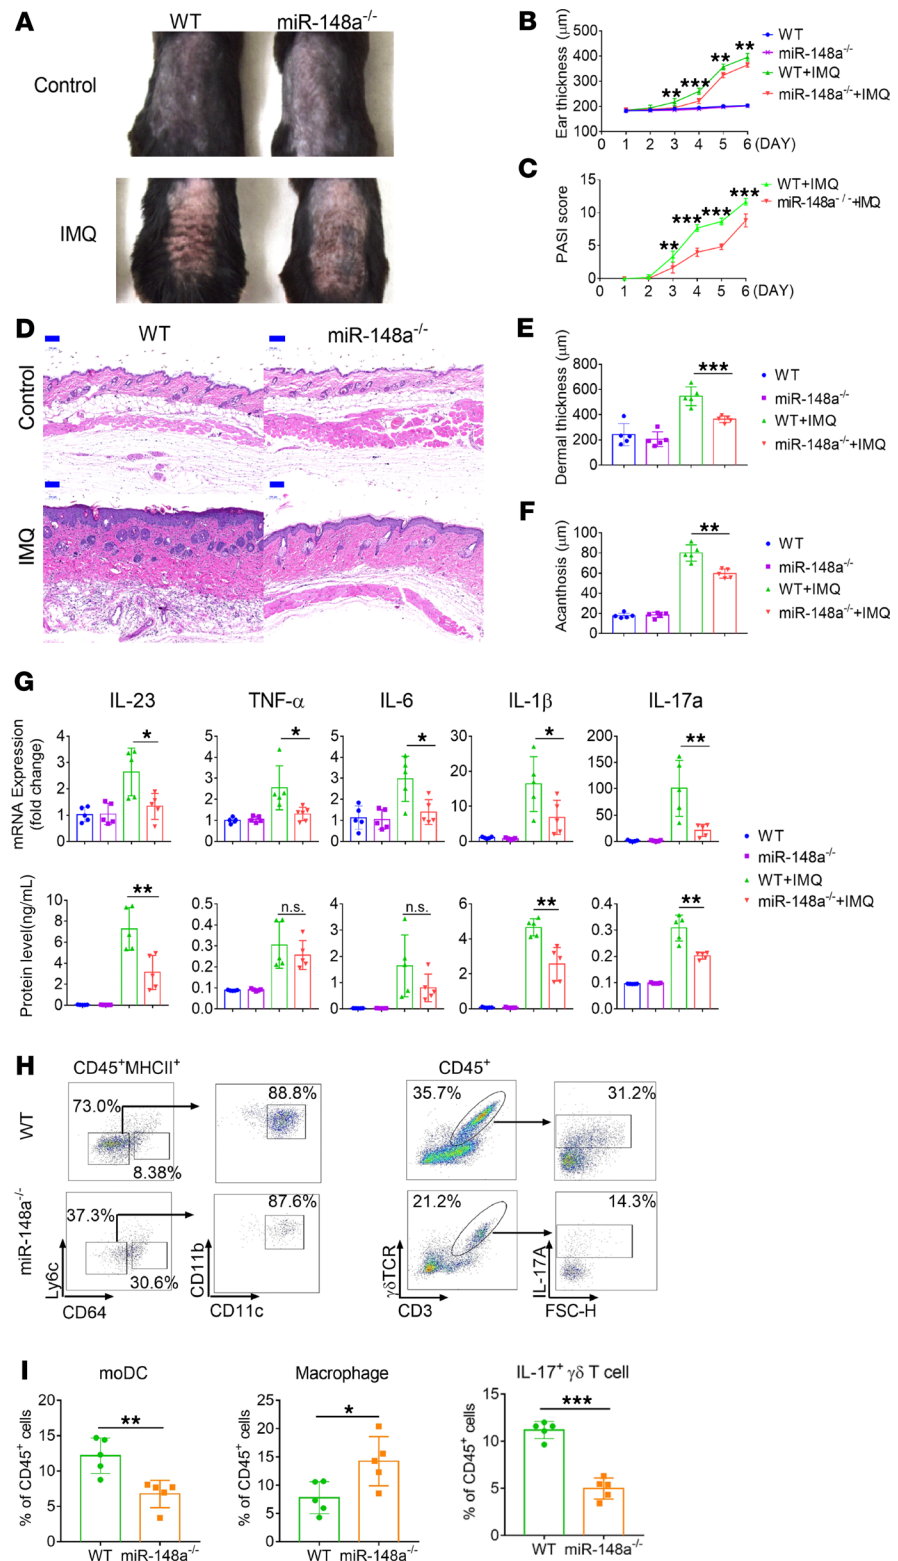 A
WT miR-148a-/-
Control
IMQ
B
Ear thickness (μm)
500
400
300
200
100
0 1 2 3 4 5 6 (DAY)
** *** ** **
WT
miR-148a-/-
WT+IMQ
miR-148a-/-+IMQ
C
PASI score
15
10
5
0
0 1 2 3 4 5 6 (DAY)
** *** *** ***
WT+IMQ
miR-148a-/-+IMQ
D
WT miR-148a-/-
Control
IMQ
E
Dermal thickness (μm)
800
600
400
200
0
***
WT
miR-148a-/-
WT+IMQ
miR-148a-/-+IMQ
F
Acanthosis (μm)
100
80
60
40
20
0
**
WT
miR-148a-/-
WT+IMQ
miR-148a-/-+IMQ
G
IL-23 TNF-α IL-6 IL-1β IL-17a
mRNA Expression
(fold change)
4
3
2
1
0
*
5
4
3
2
1
0
*
5
4
3
2
1
0
*
30
20
10
0
*
200
150
100
50
0
**
Protein level(ng/mL)
10
8
6
4
2
0
**
0.5
0.4
0.3
0.2
0.1
0.0
n.s.
4
3
2
1
0
n.s.
6
4
2
0
**
0.4
0.3
0.2
0.1
0.0
**
WT
miR-148a-/-
WT+IMQ
miR-148a-/-+IMQ
H
CD45+MHCII+ CD45+
WT
73.0%
8.38%
88.8%
35.7%
31.2%
miR-148a-/-
37.3%
30.6%
87.6%
21.2%
14.3%
Ly6c
CD64
CD11b
CD11c
γδTCR
CD3
IL-17A
FSC-H
I
moDC
% of CD45+ cells
20
15
10
5
0
**
WT miR-148a-/-
Macrophage
% of CD45+ cells
25
20
15
10
5
0
*
WT miR-148a-/-
IL-17+ γδ T cell
% of CD45+ cells
15
10
5
0
***
WT miR-148a-/-